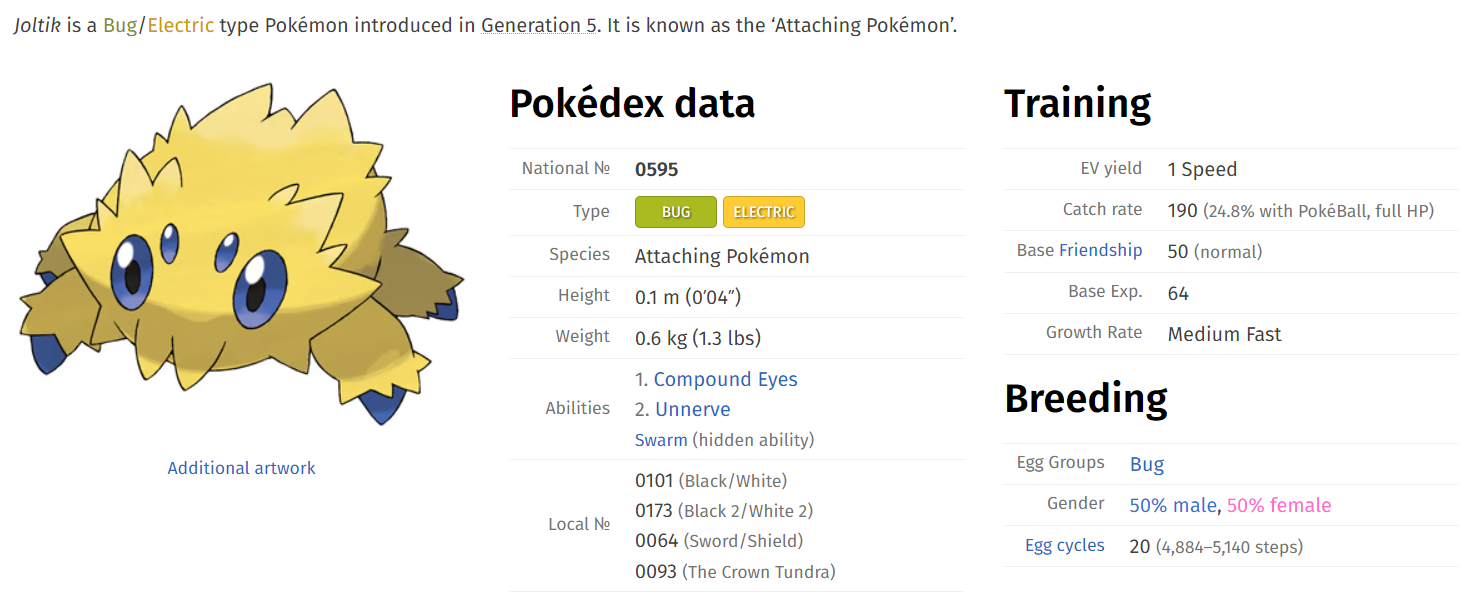 Joltik is a Bug/Electric type Pokémon introduced in Generation 5. It is known as the ‘Attaching Pokémon’.
Additional artwork
Pokédex data
National № 0595
Type BUG ELECTRIC
Species Attaching Pokémon
Height 0.1 m (0′04″)
Weight 0.6 kg (1.3 lbs)
Abilities
1. Compound Eyes
2. Unnerve
Swarm (hidden ability)
Local №
0101 (Black/White)
0173 (Black 2/White 2)
0064 (Sword/Shield)
0093 (The Crown Tundra)
Training
EV yield 1 Speed
Catch rate 190 (24.8% with PokéBall, full HP)
Base Friendship 50 (normal)
Base Exp. 64
Growth Rate Medium Fast
Breeding
Egg Groups Bug
Gender 50% male, 50% female
Egg cycles 20 (4,884–5,140 steps)